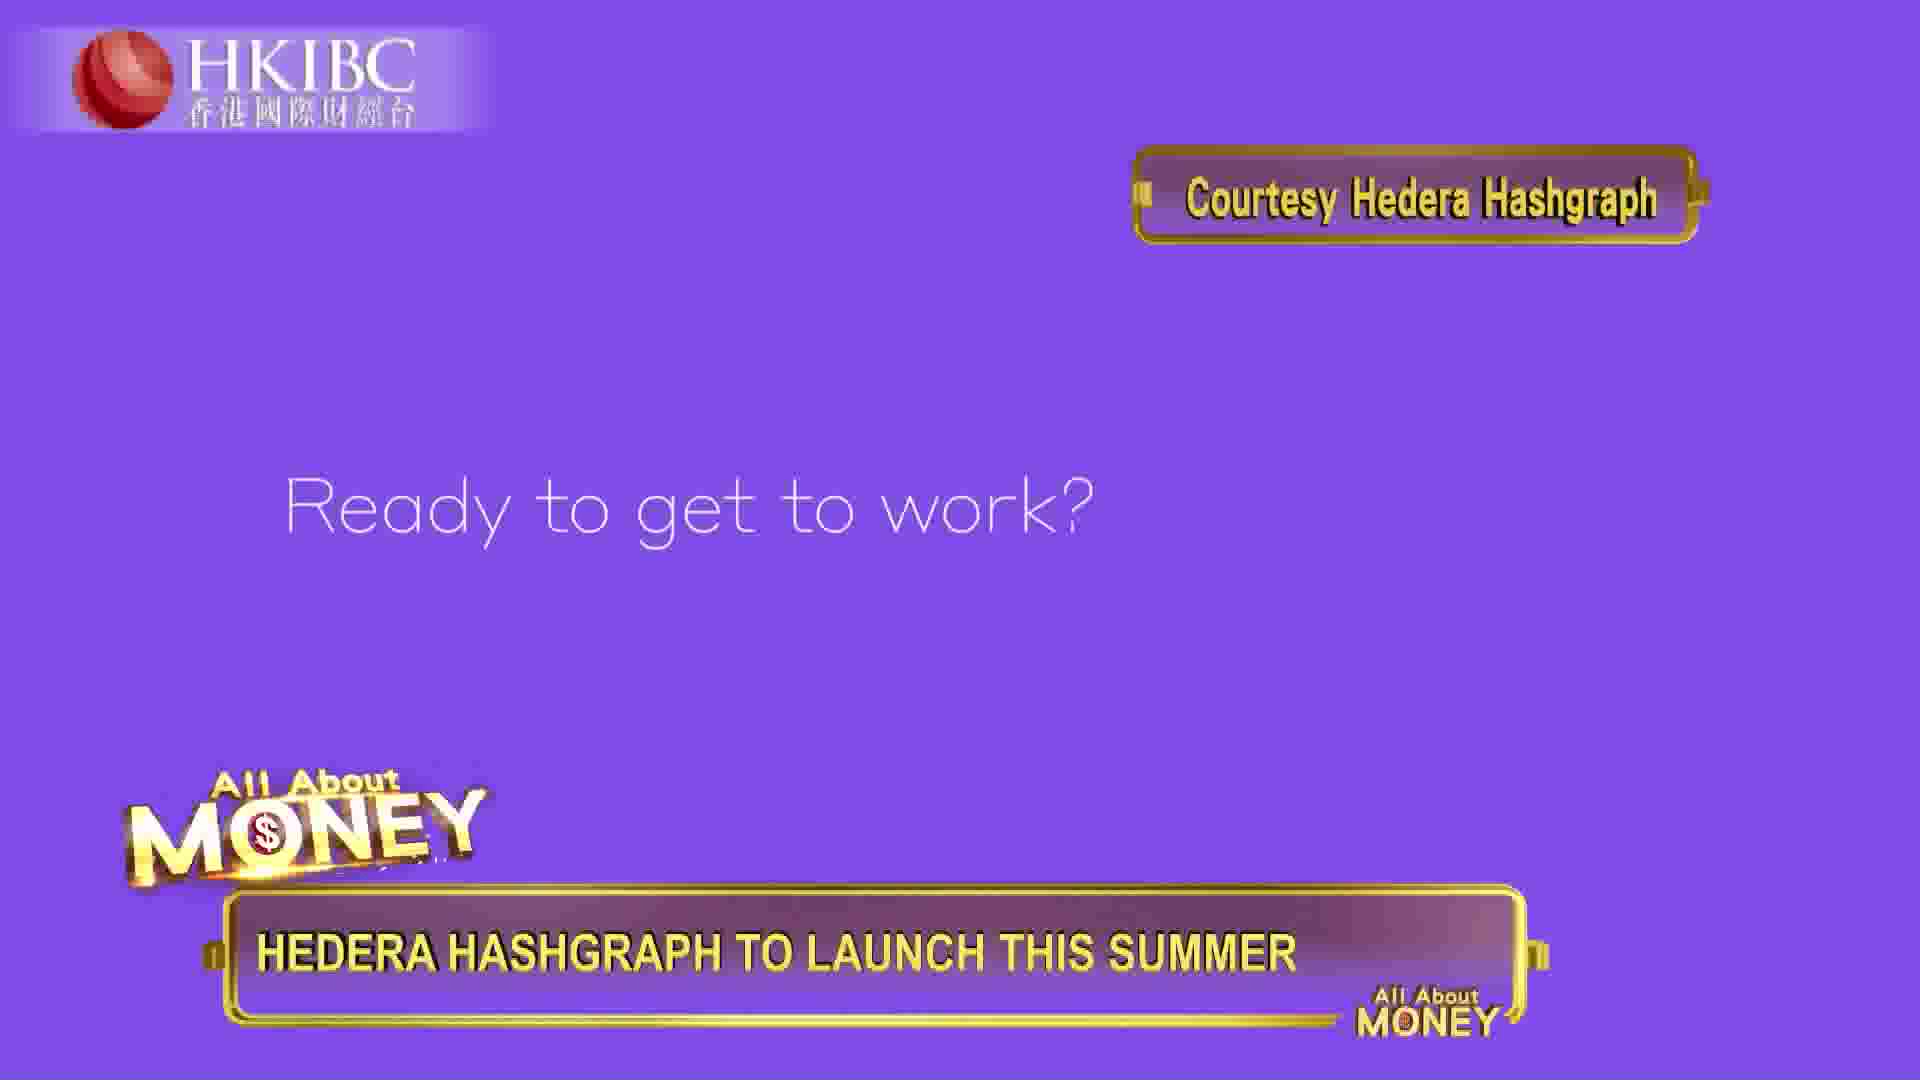 HKIBC
香港國際財經台
Courtesy Hedera Hashgraph
Ready to get to work?
All About
MONEY
HEDERA HASHGRAPH TO LAUNCH THIS SUMMER
All About
MONEY